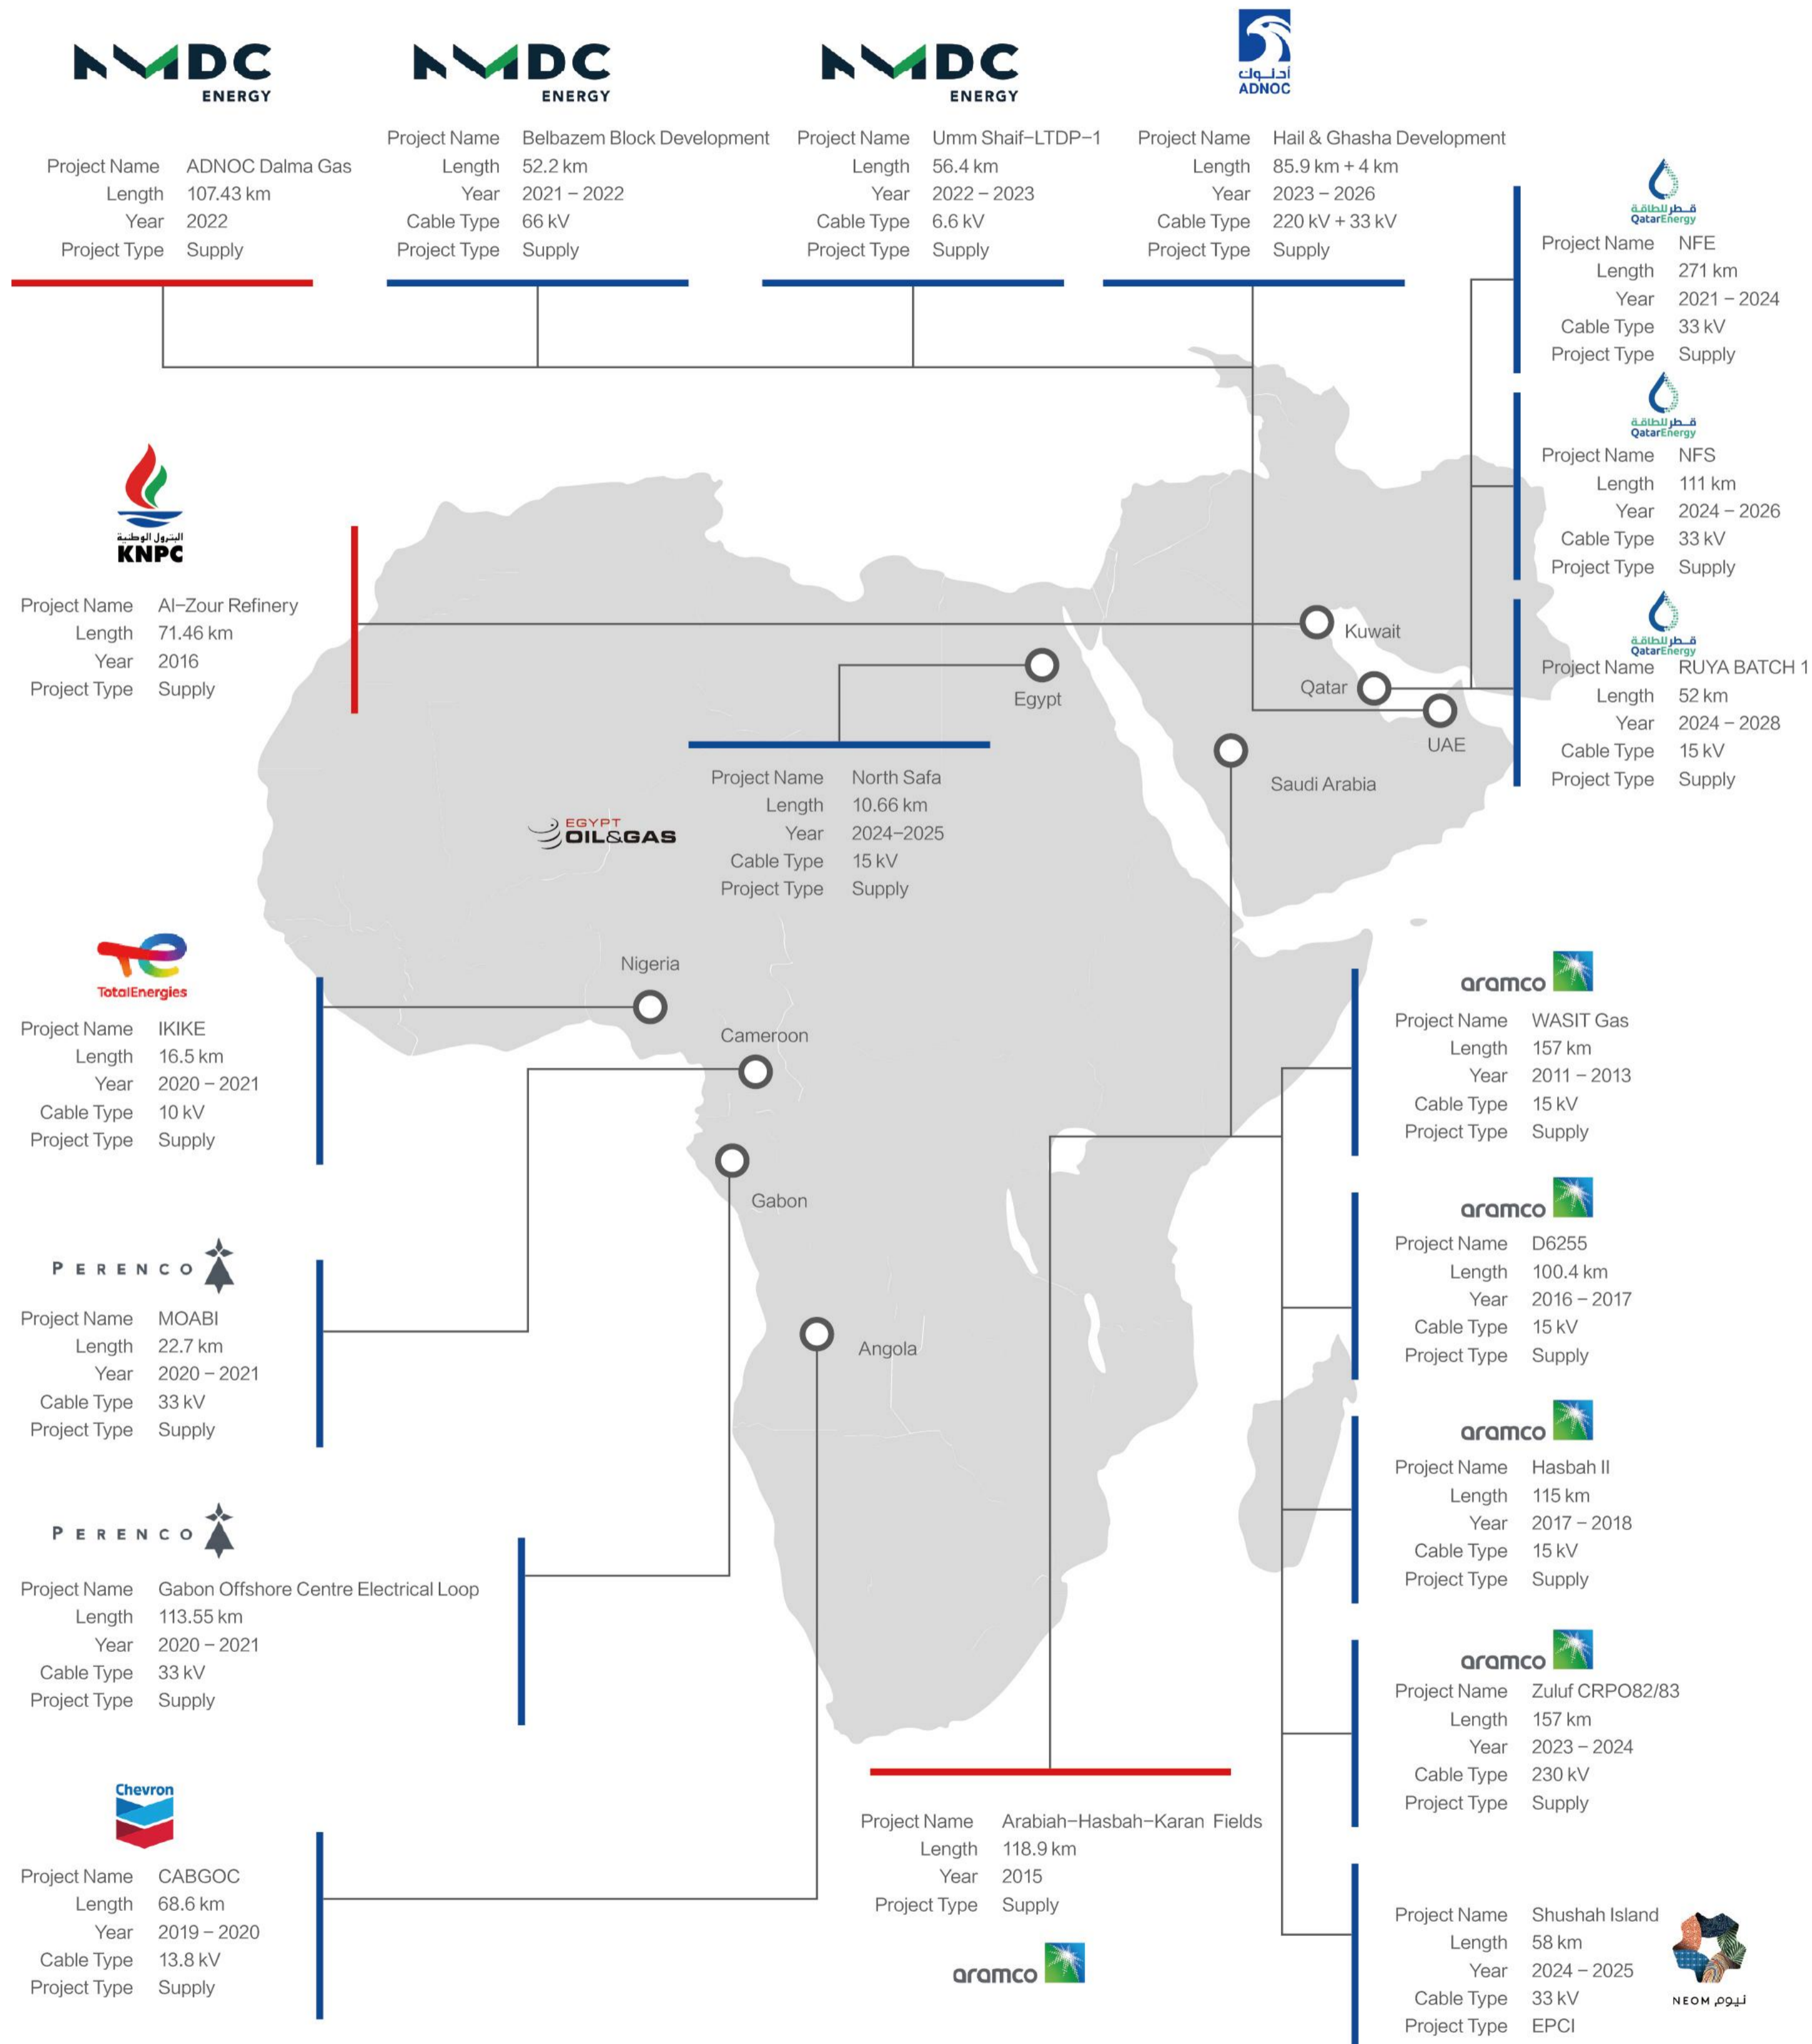 NMDC
ENERGY
Project Name ADNOC Dalma Gas
Length 107.43 km
Year 2022
Project Type Supply
NMDC
ENERGY
Project Name Belbazem Block Development
Length 52.2 km
Year 2021 – 2022
Cable Type 66 kV
Project Type Supply
NMDC
ENERGY
Project Name Umm Shaif–LTDP–1
Length 56.4 km
Year 2022 – 2023
Cable Type 6.6 kV
Project Type Supply
أدنوك
ADNOC
Project Name Hail & Ghasha Development
Length 85.9 km + 4 km
Year 2023 – 2026
Cable Type 220 kV + 33 kV
Project Type Supply
قطر للطاقة
QatarEnergy
Project Name NFE
Length 271 km
Year 2021 – 2024
Cable Type 33 kV
Project Type Supply
قطر للطاقة
QatarEnergy
Project Name NFS
Length 111 km
Year 2024 – 2026
Cable Type 33 kV
Project Type Supply
قطر للطاقة
QatarEnergy
Project Name RUYA BATCH 1
Length 52 km
Year 2024 – 2028
Cable Type 15 kV
Project Type Supply
البترول الوطنية
KNPC
Project Name Al–Zour Refinery
Length 71.46 km
Year 2016
Project Type Supply
Kuwait
Qatar
UAE
Egypt
Saudi Arabia
EGYPT
OIL&GAS
Project Name North Safa
Length 10.66 km
Year 2024–2025
Cable Type 15 kV
Project Type Supply
Nigeria
Cameroon
Gabon
Angola
TotalEnergies
Project Name IKIKE
Length 16.5 km
Year 2020 – 2021
Cable Type 10 kV
Project Type Supply
PERENCO
Project Name MOABI
Length 22.7 km
Year 2020 – 2021
Cable Type 33 kV
Project Type Supply
PERENCO
Project Name Gabon Offshore Centre Electrical Loop
Length 113.55 km
Year 2020 – 2021
Cable Type 33 kV
Project Type Supply
Chevron
Project Name CABGOC
Length 68.6 km
Year 2019 – 2020
Cable Type 13.8 kV
Project Type Supply
Project Name Arabiah–Hasbah–Karan Fields
Length 118.9 km
Year 2015
Project Type Supply
aramco
aramco
Project Name WASIT Gas
Length 157 km
Year 2011 – 2013
Cable Type 15 kV
Project Type Supply
aramco
Project Name D6255
Length 100.4 km
Year 2016 – 2017
Cable Type 15 kV
Project Type Supply
aramco
Project Name Hasbah II
Length 115 km
Year 2017 – 2018
Cable Type 15 kV
Project Type Supply
aramco
Project Name Zuluf CRPO82/83
Length 157 km
Year 2023 – 2024
Cable Type 230 kV
Project Type Supply
Project Name Shushah Island
Length 58 km
Year 2024 – 2025
Cable Type 33 kV
Project Type EPCI
NEOM نيوم